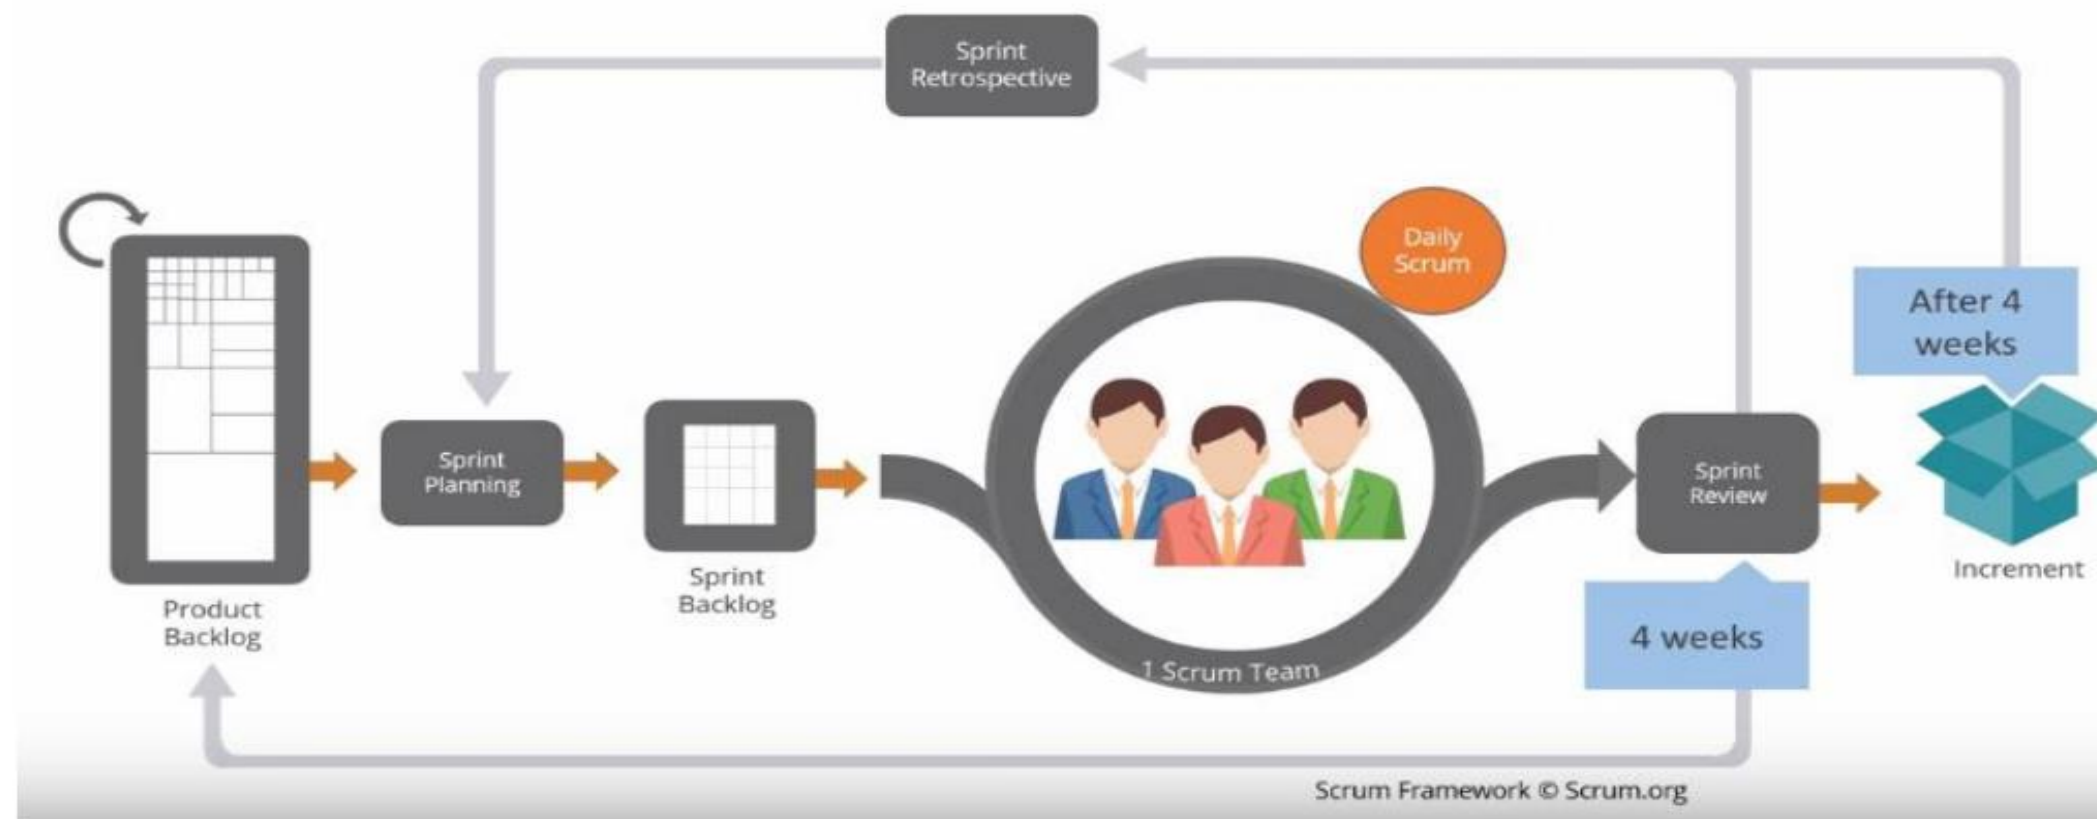 Sprint
Retrospective
Daily
Scrum
After 4
weeks
Sprint
Planning
Sprint
Review
Increment
Sprint
Backlog
Product
Backlog
4 weeks
1 Scrum Team
Scrum Framework © Scrum.org